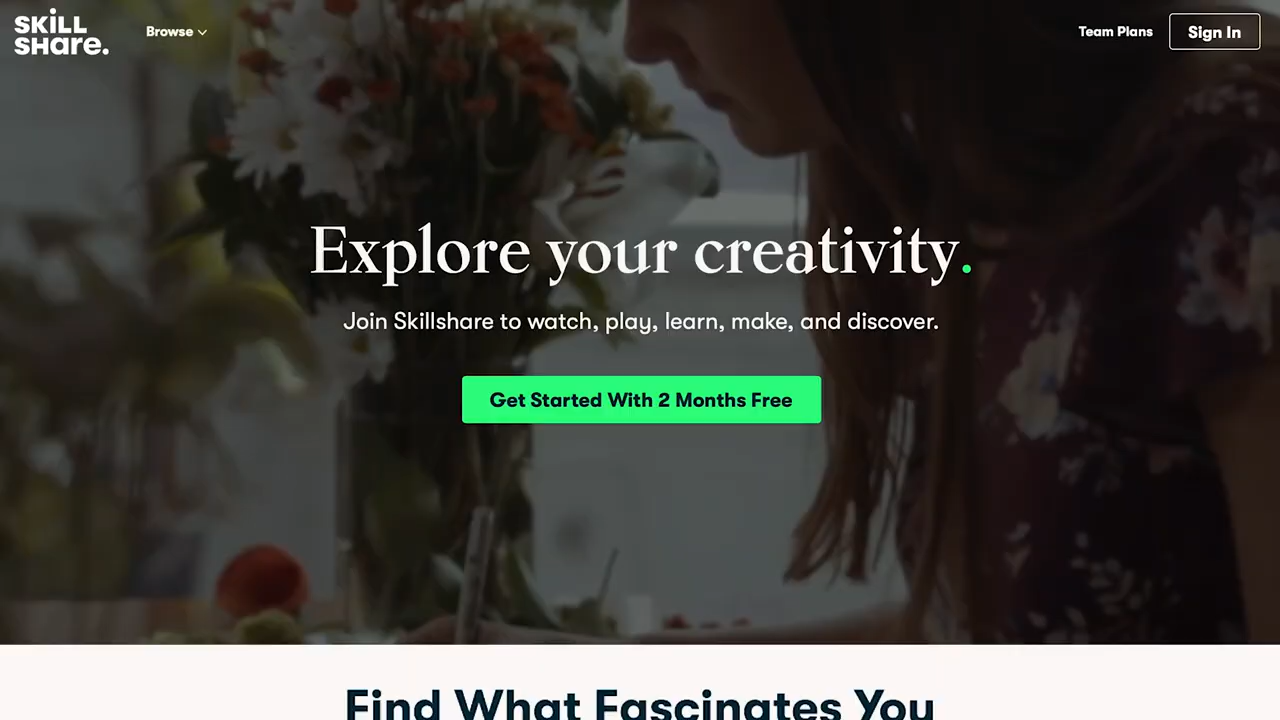 SKiLL
SHare.
Browse
Team Plans
Sign In
Explore your creativity.
Join Skillshare to watch, play, learn, make, and discover.
Get Started With 2 Months Free
Find What Fascinates You